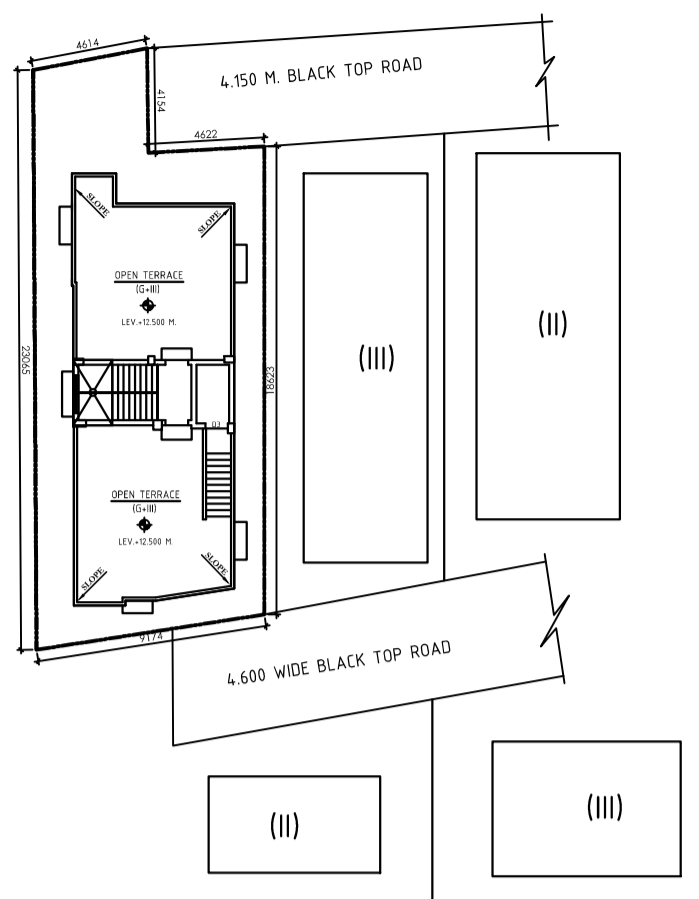 4614
4.150 M. BLACK TOP ROAD
4154
4622
SLOPE
SLOPE
OPEN TERRACE
(G+III)
LEV.+12.500 M.
23065
18623
(III)
(II)
D3
OPEN TERRACE
(G+III)
LEV.+12.500 M.
SLOPE
SLOPE
9174
4.600 WIDE BLACK TOP ROAD
(II)
(III)